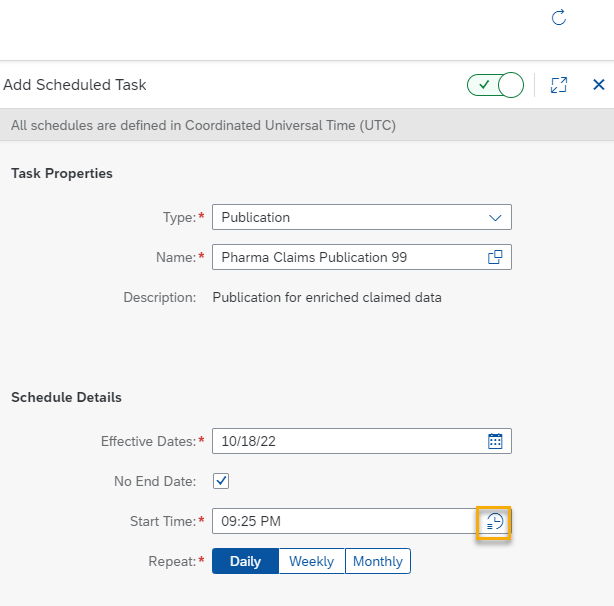 Add Scheduled Task
All schedules are defined in Coordinated Universal Time (UTC)
Task Properties
Type:* Publication
Name:* Pharma Claims Publication 99
Description: Publication for enriched claimed data
Schedule Details
Effective Dates:* 10/18/22
No End Date:
Start Time:* 09:25 PM
Repeat:* Daily Weekly Monthly